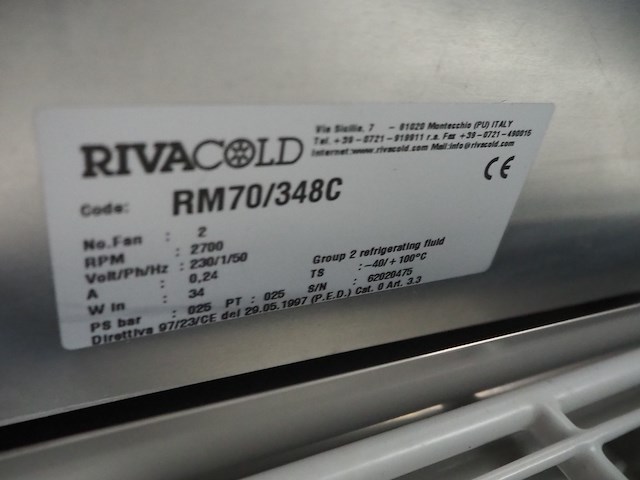 RIVACOLD
Via Sicilia, 7 - 61020 Montecchio (PU) ITALY
Tel. +39-0721-919911 r.a. Fax +39-0721-490015
Internet:www.rivacold.com Mail:info@rivacold.com
CE
Code: RM70/348C
No.Fan : 2
RPM : 2700
Volt/Ph/Hz : 230/1/50
A : 0,24
W in : 34
PS bar : 025 PT : 025
Group 2 refrigerating fluid
TS : -40/+100°C
S/N : 62020475
Direttiva 97/23/CE del 29.05.1997 (P.E.D.) Cat. 0 Art. 3.3